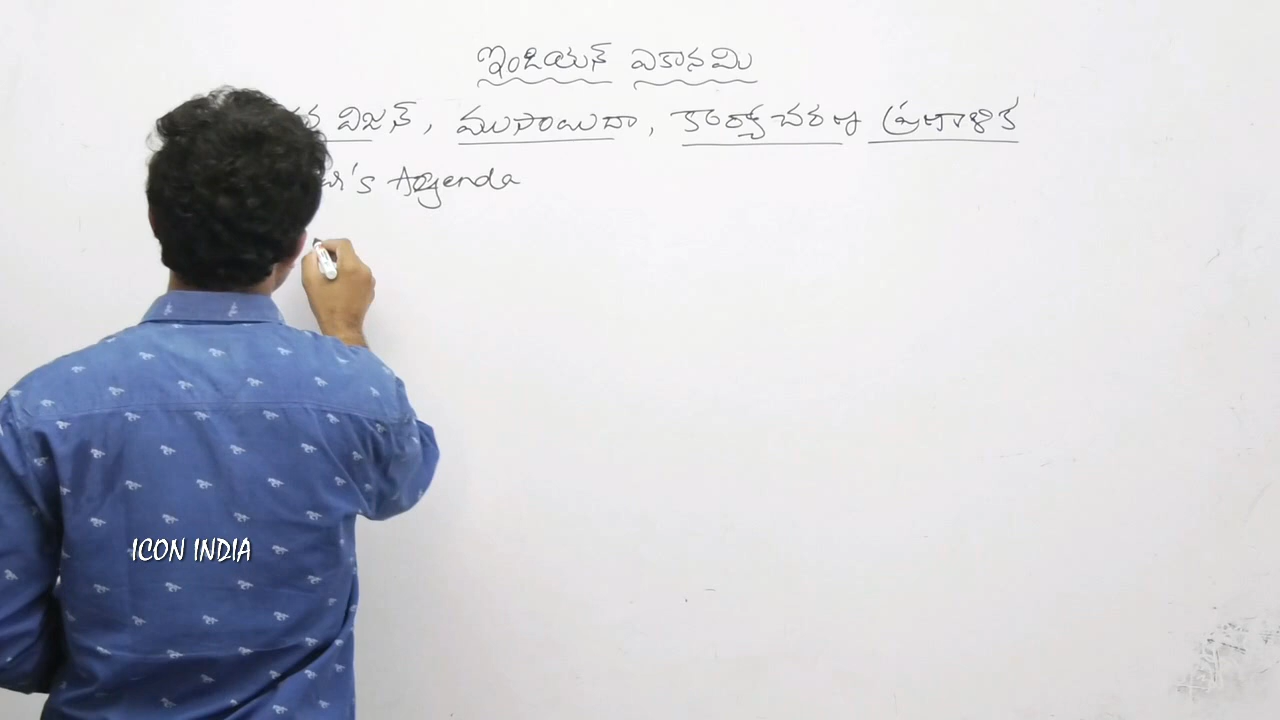 ఇండియన్ ఎకానమి
విజన్, ముసాయిదా, కార్యాచరణ ప్రణాళిక
Agenda
ICON INDIA